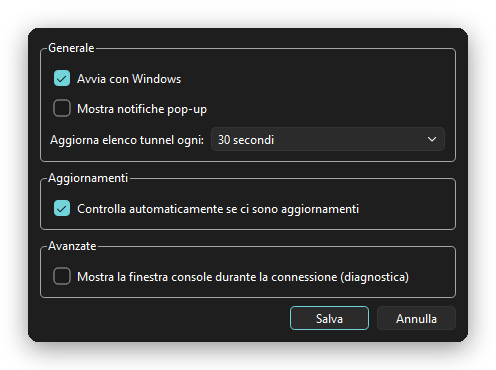 Generale
Avvia con Windows
Mostra notifiche pop-up
Aggiorna elenco tunnel ogni: 30 secondi
Aggiornamenti
Controlla automaticamente se ci sono aggiornamenti
Avanzate
Mostra la finestra console durante la connessione (diagnostica)
Salva Annulla